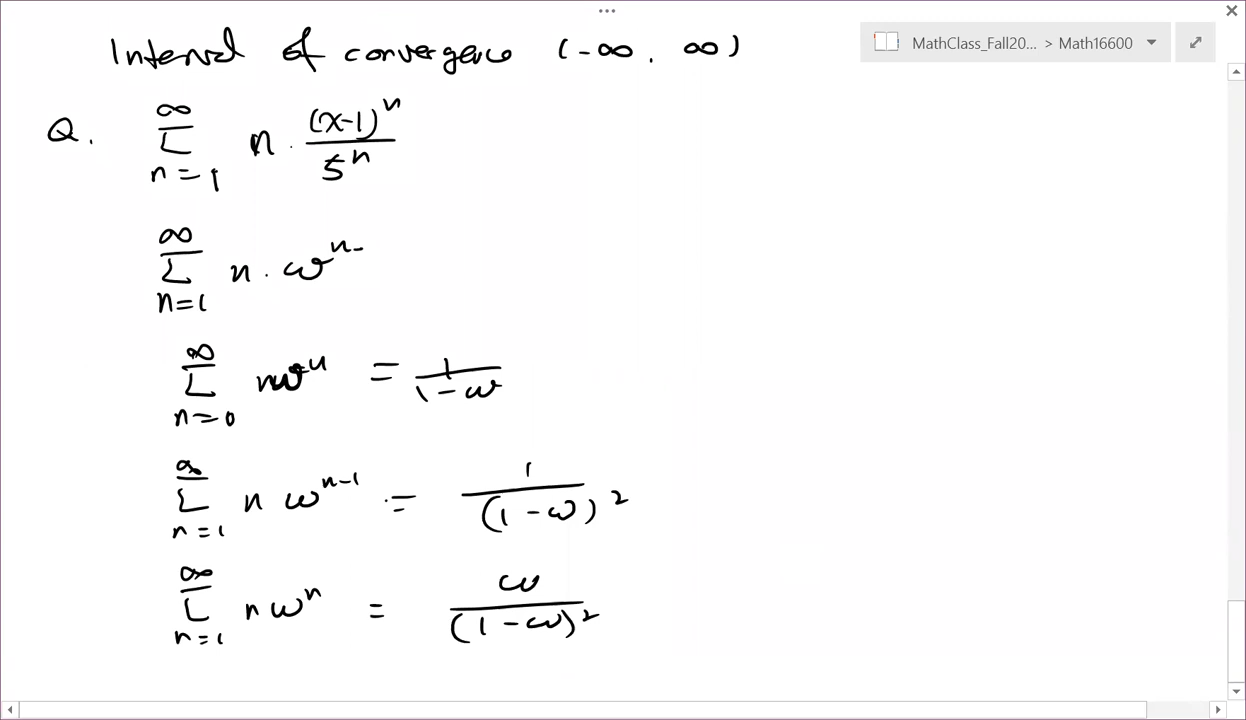 Interval of convergence (-∞, ∞)
MathClass_Fall20... > Math16600
Q. ∑_{n=1}^{∞} n · (x-1)^n / 5^n
∑_{n=1}^{∞} n · ω^{n-}
∑_{n=0}^{∞} nω^n = 1 / (1-ω)
∑_{n=1}^{∞} n ω^{n-1} = 1 / (1-ω)^2
∑_{n=1}^{∞} n ω^n = ω / (1-ω)^2